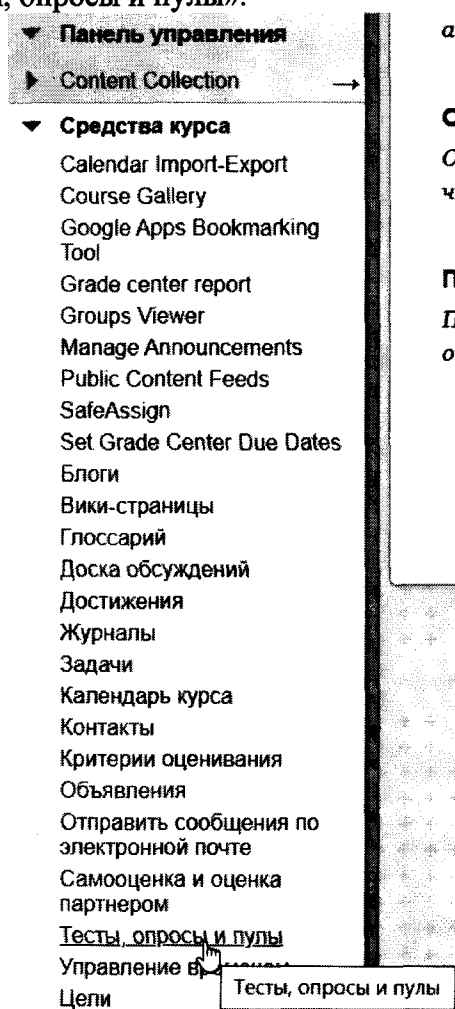 , опросы и пулы».
Панель управления
Content Collection
Средства курса
Calendar Import-Export
Course Gallery
Google Apps Bookmarking
Tool
Grade center report
Groups Viewer
Manage Announcements
Public Content Feeds
SafeAssign
Set Grade Center Due Dates
Блоги
Вики-страницы
Глоссарий
Доска обсуждений
Достижения
Журналы
Задачи
Календарь курса
Контакты
Критерии оценивания
Объявления
Отправить сообщения по
электронной почте
Самооценка и оценка
партнером
Тесты, опросы и пулы
Управление
Тесты, опросы и пулы
Цели